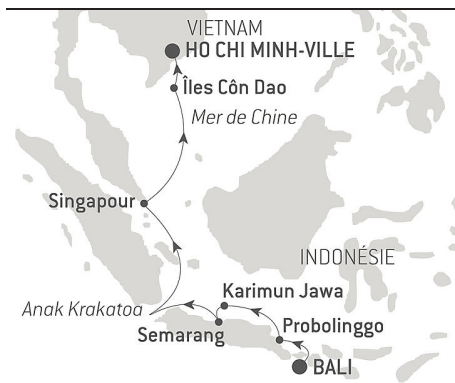 VIETNAM
HO CHI MINH-VILLE
Îles Côn Dao
Mer de Chine
Singapour
INDONÉSIE
Karimun Jawa
Anak Krakatoa
Semarang
Probolinggo
BALI